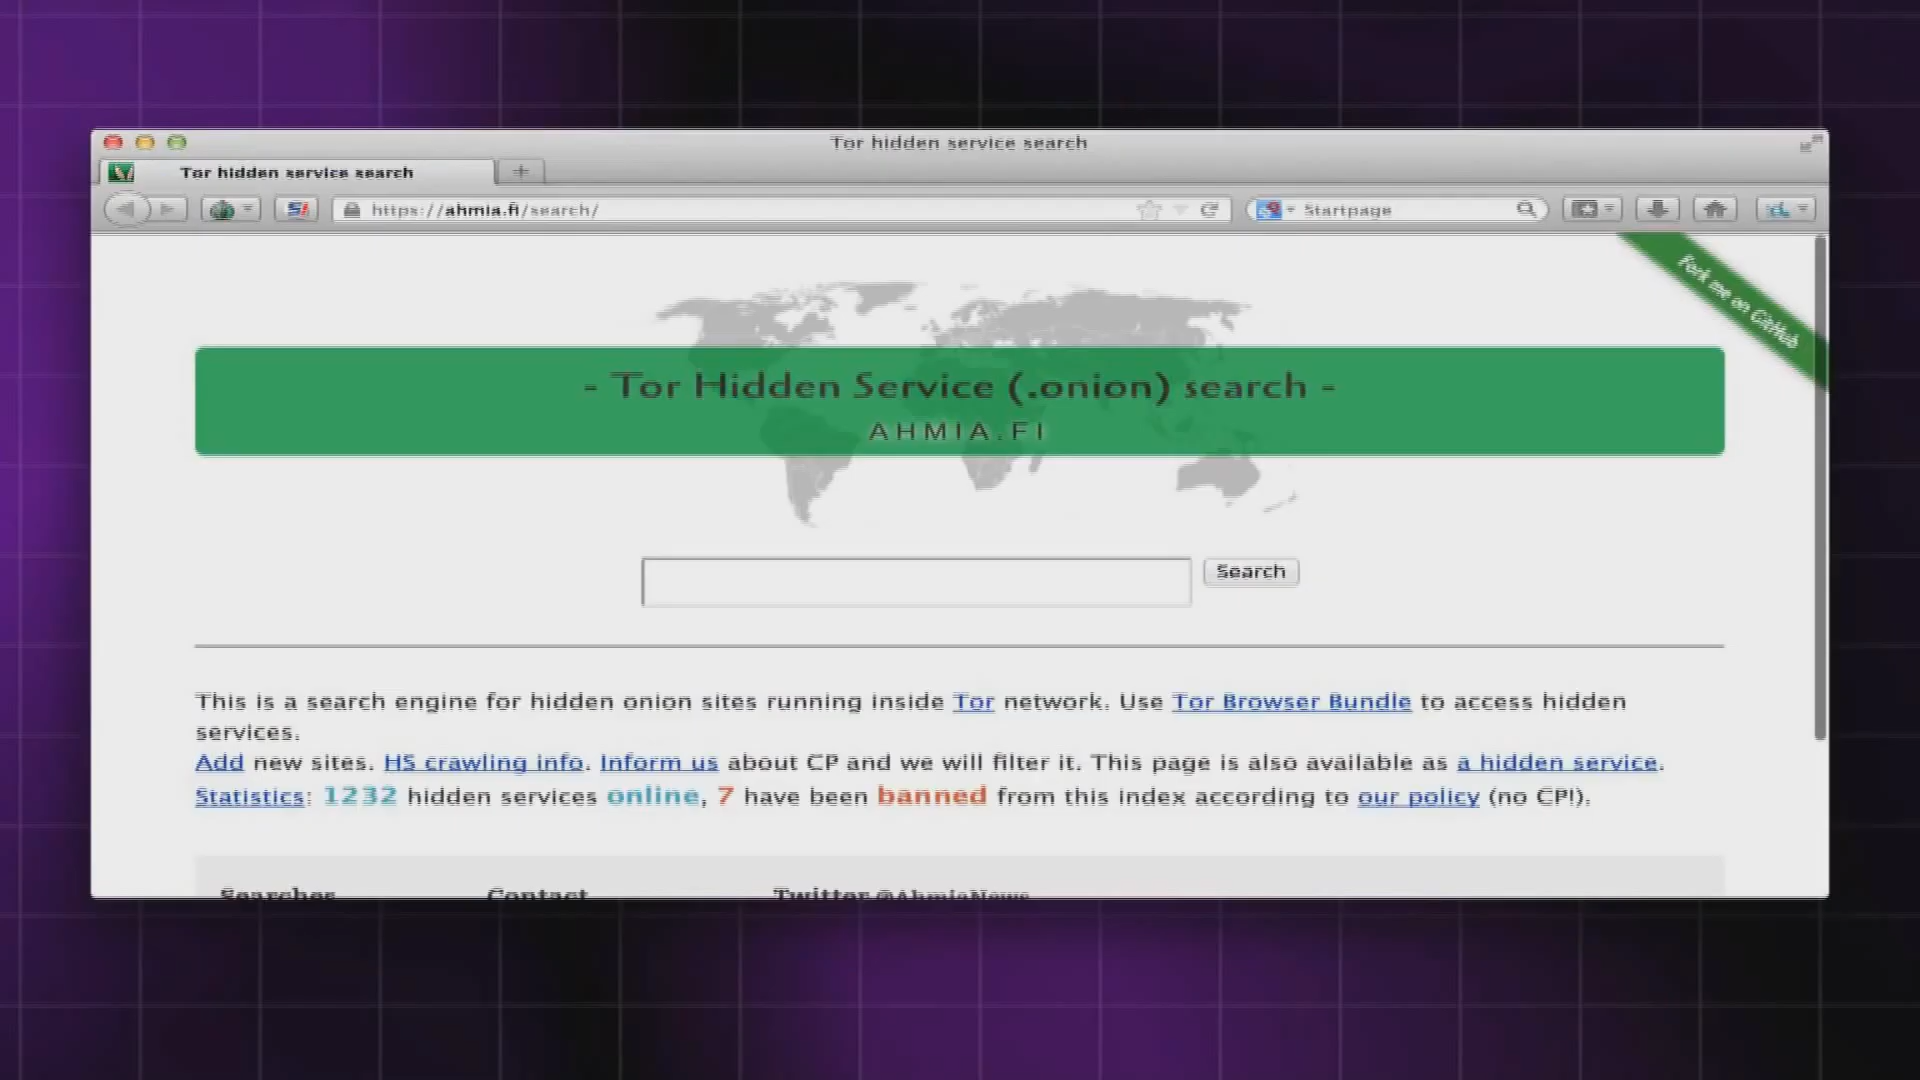 Tor hidden service search
Tor hidden service search
https://ahmia.fi/search/
Startpage
Fork me on GitHub
- Tor Hidden Service (.onion) search -
AHMIA.FI
Search
This is a search engine for hidden onion sites running inside Tor network. Use Tor Browser Bundle to access hidden
services.
Add new sites. HS crawling info. Inform us about CP and we will filter it. This page is also available as a hidden service.
Statistics: 1232 hidden services online, 7 have been banned from this index according to our policy (no CP!).
Searches Contact Twitter @AhmiaNews